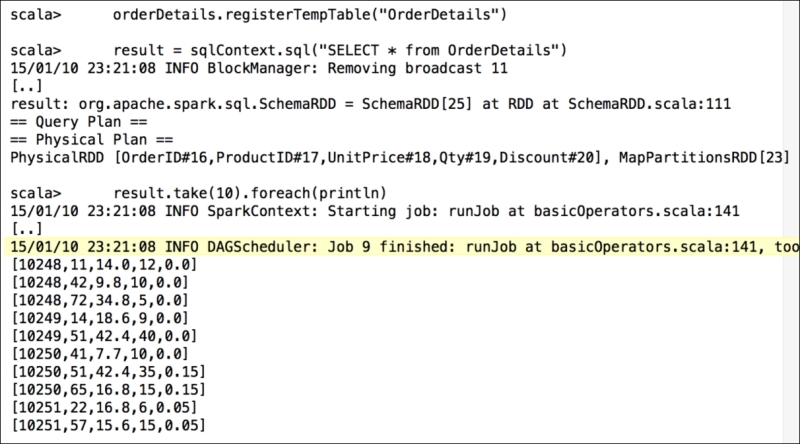 scala>      orderDetails.registerTempTable("OrderDetails")
scala>      result = sqlContext.sql("SELECT * from OrderDetails")
15/01/10 23:21:08 INFO BlockManager: Removing broadcast 11
[..]
result: org.apache.spark.sql.SchemaRDD = SchemaRDD[25] at RDD at SchemaRDD.scala:111
== Query Plan ==
== Physical Plan ==
PhysicalRDD [OrderID#16,ProductID#17,UnitPrice#18,Qty#19,Discount#20], MapPartitionsRDD[23]
scala>      result.take(10).foreach(println)
15/01/10 23:21:08 INFO SparkContext: Starting job: runJob at basicOperators.scala:141
[..]
15/01/10 23:21:08 INFO DAGScheduler: Job 9 finished: runJob at basicOperators.scala:141, too
[10248,11,14.0,12,0.0]
[10248,42,9.8,10,0.0]
[10248,72,34.8,5,0.0]
[10249,14,18.6,9,0.0]
[10249,51,42.4,40,0.0]
[10250,41,7.7,10,0.0]
[10250,51,42.4,35,0.15]
[10250,65,16.8,15,0.15]
[10251,22,16.8,6,0.05]
[10251,57,15.6,15,0.05]